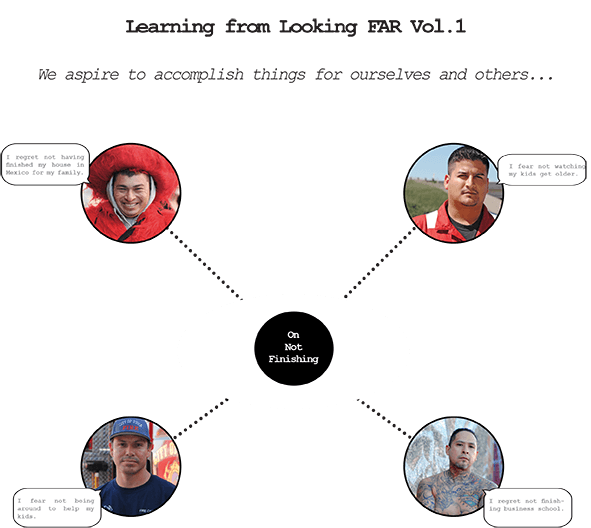 Learning from Looking FAR Vol.1
We aspire to accomplish things for ourselves and others...
I regret not having
finished my house in
Mexico for my family.
I fear not watching
my kids get older.
On
Not
Finishing
I fear not being
around to help my
kids.
I regret not finish-
ing business school.